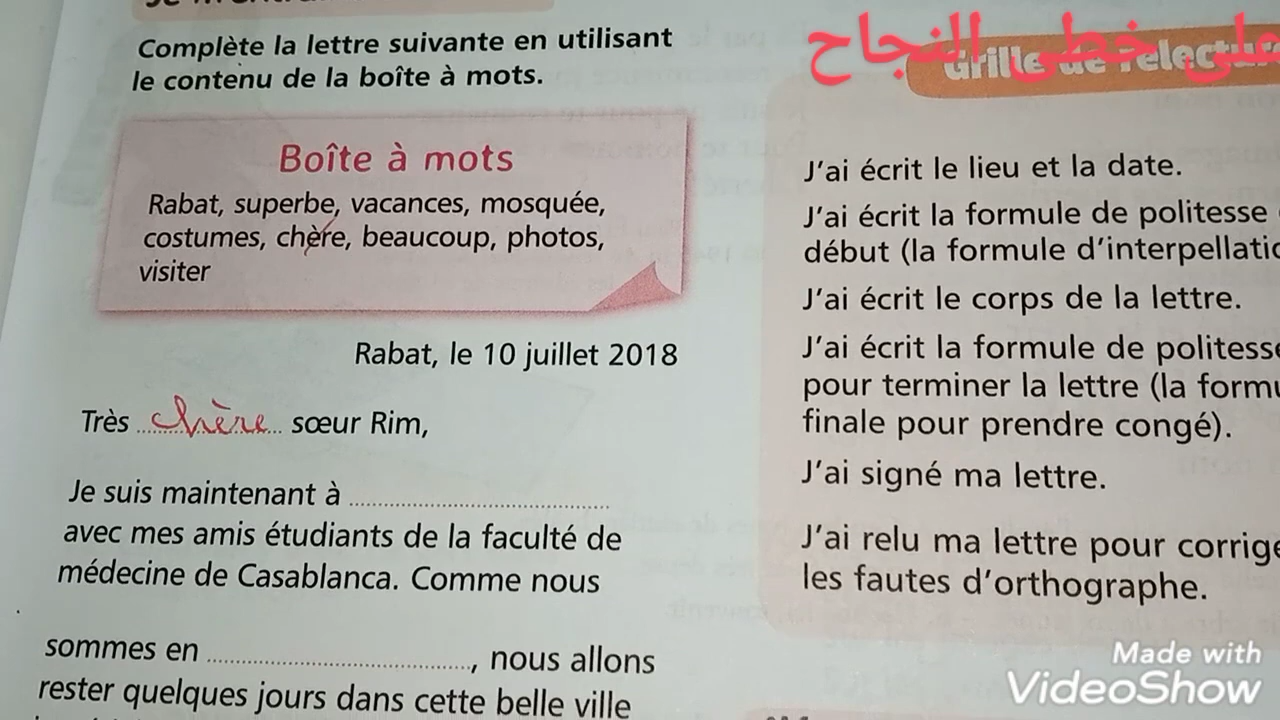 Complète la lettre suivante en utilisant
le contenu de la boîte à mots.
Boîte à mots
Rabat, superbe, vacances, mosquée,
costumes, chère, beaucoup, photos,
visiter
Rabat, le 10 juillet 2018
Très chère sœur Rim,
Je suis maintenant à
avec mes amis étudiants de la faculté de
médecine de Casablanca. Comme nous
sommes en , nous allons
rester quelques jours dans cette belle ville
على خطى النجاح
Grille de relecture
J'ai écrit le lieu et la date.
J'ai écrit la formule de politesse
début (la formule d'interpellatio
J'ai écrit le corps de la lettre.
J'ai écrit la formule de politesse
pour terminer la lettre (la formu
finale pour prendre congé).
J'ai signé ma lettre.
J'ai relu ma lettre pour corrige
les fautes d'orthographe.
Made with
VideoShow